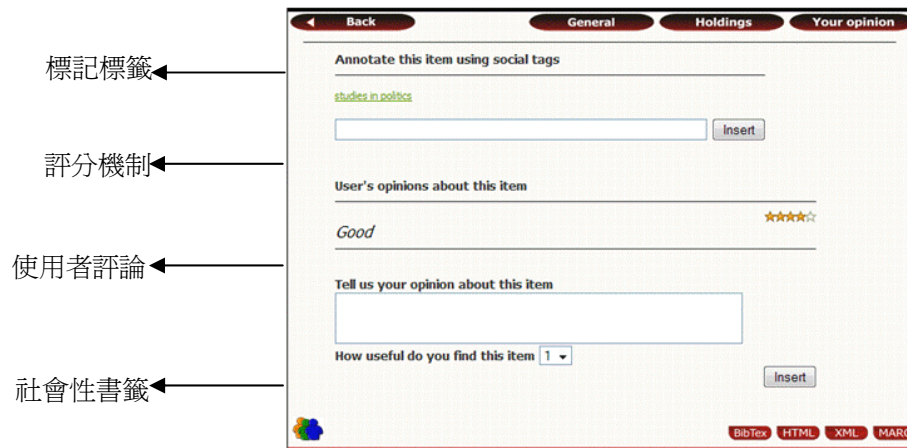 Back General Holdings Your opinion
Annotate this item using social tags
標記標籤
studies in politics
Insert
評分機制
User's opinions about this item
Good
使用者評論
Tell us your opinion about this item
How useful do you find this item 1
Insert
社會性書籤
BibTex HTML XML MARC